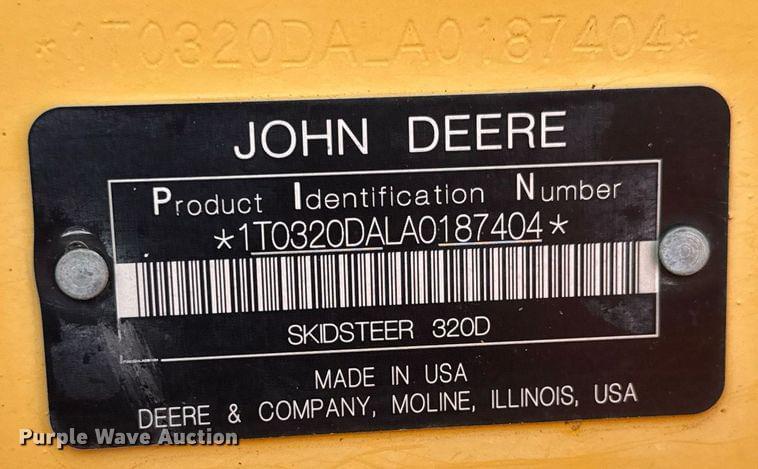 *1T0320DALA0187404*
JOHN DEERE
Product Identification Number
*1T0320DALA0187404*
SKIDSTEER 320D
MADE IN USA
DEERE & COMPANY, MOLINE, ILLINOIS, USA
Purple Wave Auction